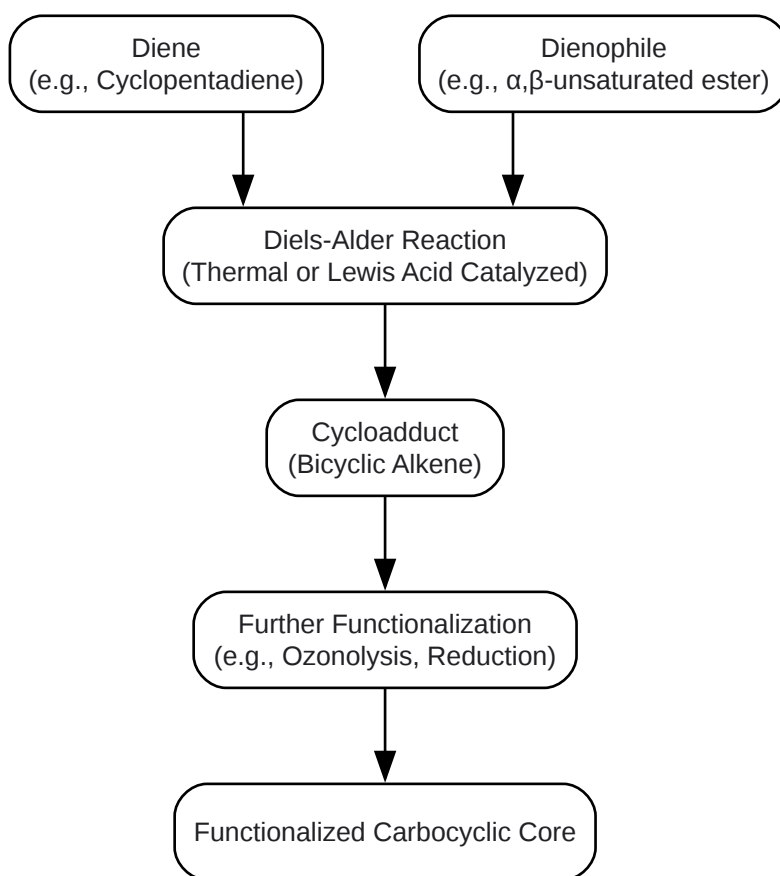 Diene
(e.g., Cyclopentadiene)
Dienophile
(e.g., α,β-unsaturated ester)
Diels-Alder Reaction
(Thermal or Lewis Acid Catalyzed)
Cycloadduct
(Bicyclic Alkene)
Further Functionalization
(e.g., Ozonolysis, Reduction)
Functionalized Carbocyclic Core